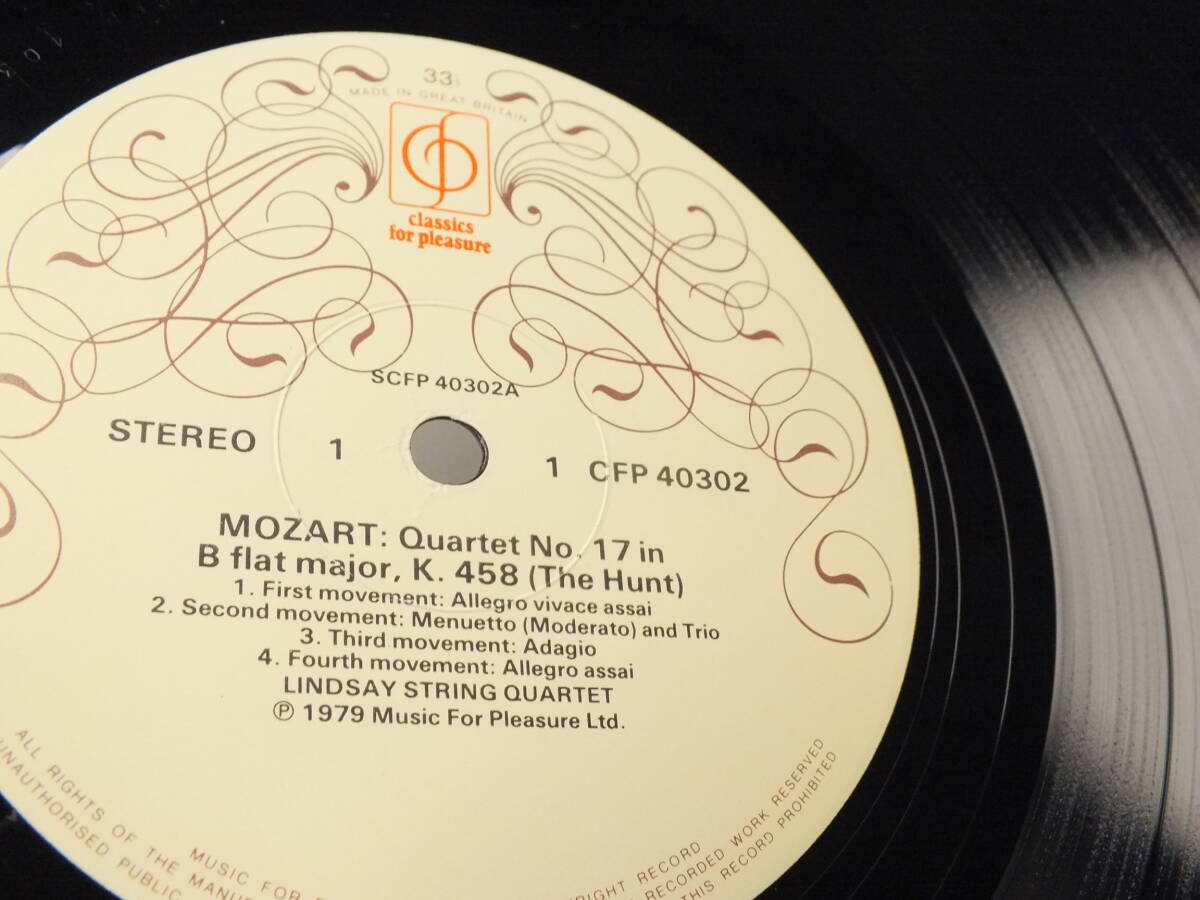 33⅓
MADE IN GREAT BRITAIN
classics
for pleasure
SCFP 40302A
STEREO 1 1 CFP 40302
MOZART: Quartet No. 17 in
B flat major, K. 458 (The Hunt)
1. First movement: Allegro vivace assai
2. Second movement: Menuetto (Moderato) and Trio
3. Third movement: Adagio
4. Fourth movement: Allegro assai
LINDSAY STRING QUARTET
℗ 1979 Music For Pleasure Ltd.
ALL RIGHTS OF THE MANU
UNAUTHORISED PUBLIC
MUSIC FOR
RIGHT RECORD
RECORDED WORK RESERVED
THIS RECORD PROHIBITED